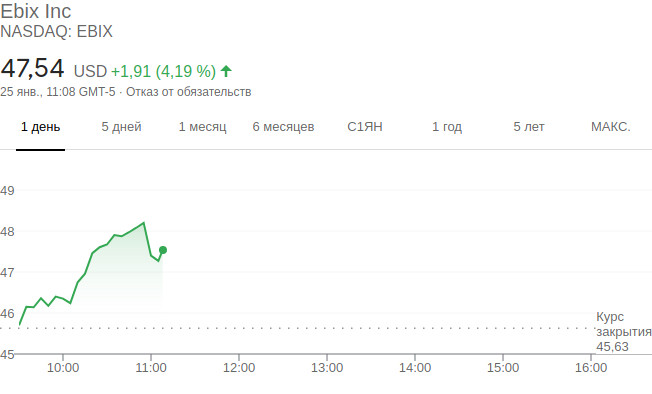 Ebix Inc
NASDAQ: EBIX
47,54 USD +1,91 (4,19 %)
25 янв., 11:08 GMT-5 · Отказ от обязательств
1 день 5 дней 1 месяц 6 месяцев С1ЯН 1 год 5 лет МАКС.
49
48
47
46
Курс
закрытия
45,63
45
10:00 11:00 12:00 13:00 14:00 15:00 16:00